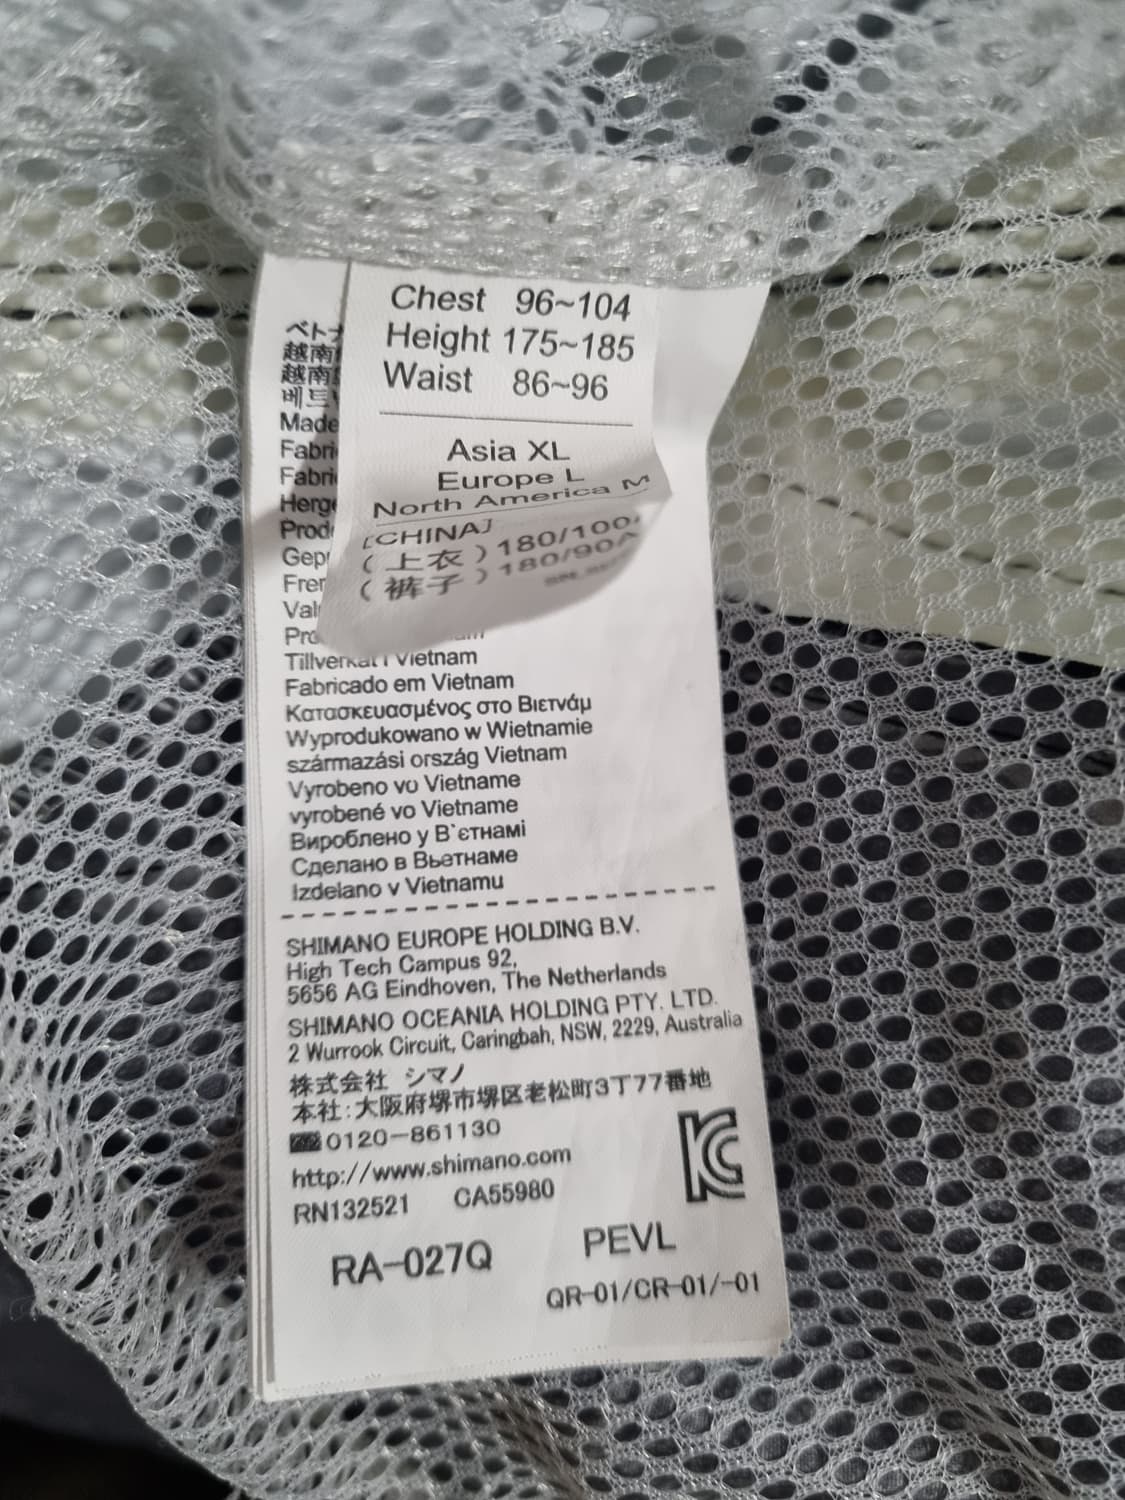 Chest 96~104
Height 175~185
Waist 86~96
Asia XL
Europe L
North America M
[CHINA]
(上衣) 180/100
(裤子) 180/90A
ベトナ
越南
越南
베트
Made
Fabri
Fabri
Herge
Prod
Gepr
Fren
Valr
Pro
Tillverkat i Vietnam
Fabricado em Vietnam
Κατασκευασμένος στο Βιετνάμ
Wyprodukowano w Wietnamie
származási ország Vietnam
Vyrobeno vo Vietname
vyrobené vo Vietname
Вироблено у В`єтнамі
Сделано в Вьетнаме
Izdelano v Vietnamu
SHIMANO EUROPE HOLDING B.V.
High Tech Campus 92,
5656 AG Eindhoven, The Netherlands
SHIMANO OCEANIA HOLDING PTY. LTD.
2 Wurrook Circuit, Caringbah, NSW, 2229, Australia
株式会社 シマノ
本社:大阪府堺市堺区老松町3丁77番地
0120-861130
http://www.shimano.com
RN132521 CA55980
KC
RA-027Q PEVL
QR-01/CR-01/-01